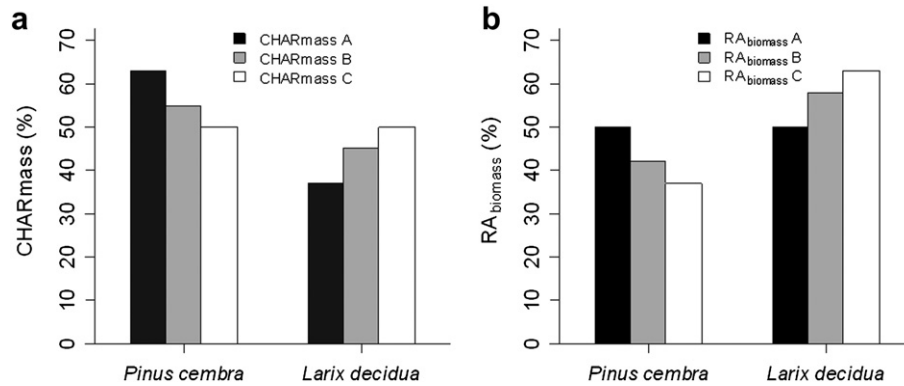 a
CHARmass (%)
0 10 20 30 40 50 60 70
CHARmass A
CHARmass B
CHARmass C
Pinus cembra Larix decidua
b
RAbiomass (%)
0 10 20 30 40 50 60 70
RAbiomass A
RAbiomass B
RAbiomass C
Pinus cembra Larix decidua